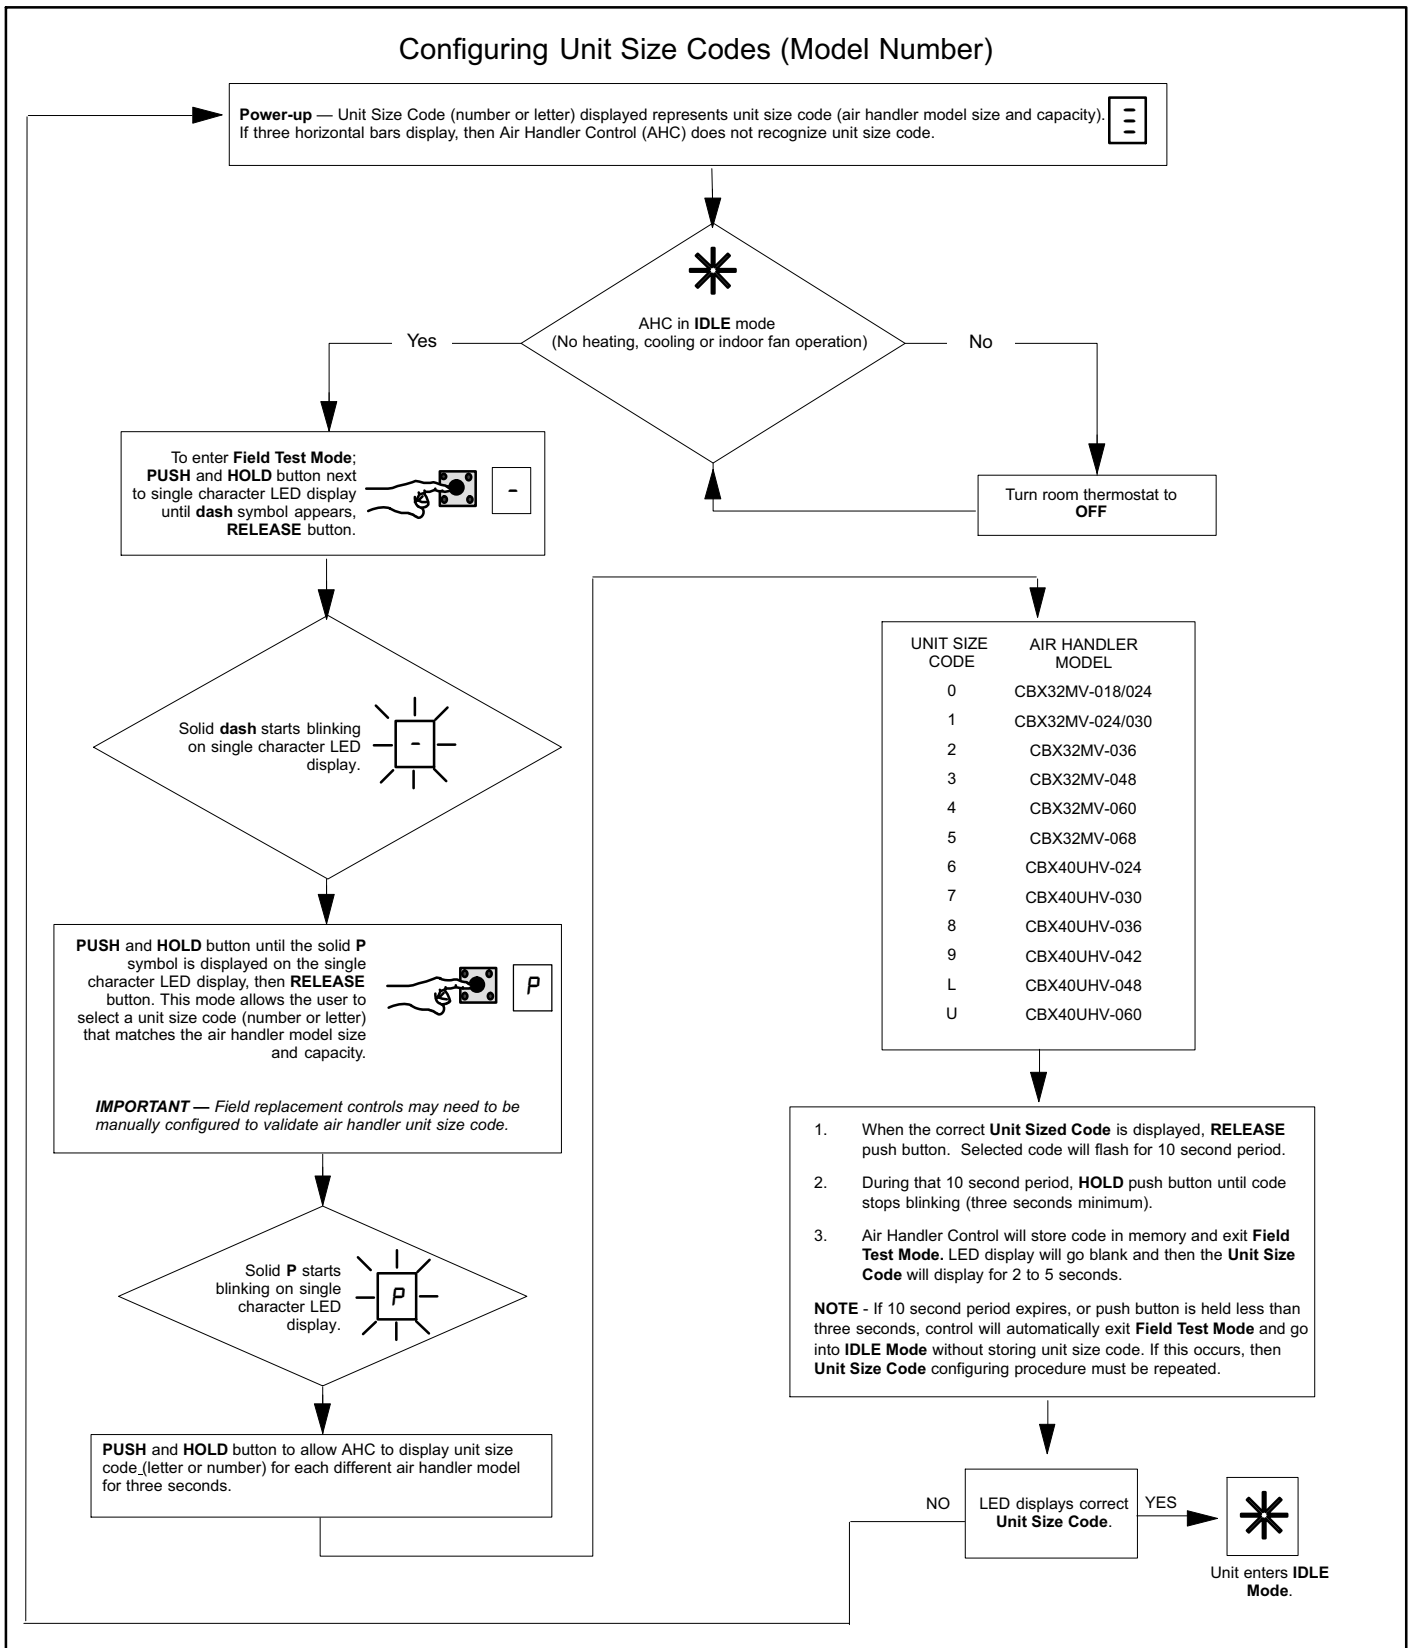 Configuring Unit Size Codes (Model Number)
Power-up — Unit Size Code (number or letter) displayed represents unit size code (air handler model size and capacity).
If three horizontal bars display, then Air Handler Control (AHC) does not recognize unit size code.
AHC in IDLE mode
(No heating, cooling or indoor fan operation)
Yes
No
To enter Field Test Mode;
PUSH and HOLD button next
to single character LED display
until dash symbol appears,
RELEASE button.
-
Turn room thermostat to
OFF
Solid dash starts blinking
on single character LED
display.
-
PUSH and HOLD button until the solid P
symbol is displayed on the single
character LED display, then RELEASE
button. This mode allows the user to
select a unit size code (number or letter)
that matches the air handler model size
and capacity.
P
IMPORTANT — Field replacement controls may need to be
manually configured to validate air handler unit size code.
Solid P starts
blinking on single
character LED
display.
P
PUSH and HOLD button to allow AHC to display unit size
code (letter or number) for each different air handler model
for three seconds.
UNIT SIZE CODE AIR HANDLER MODEL
0 CBX32MV-018/024
1 CBX32MV-024/030
2 CBX32MV-036
3 CBX32MV-048
4 CBX32MV-060
5 CBX32MV-068
6 CBX40UHV-024
7 CBX40UHV-030
8 CBX40UHV-036
9 CBX40UHV-042
L CBX40UHV-048
U CBX40UHV-060
1. When the correct Unit Sized Code is displayed, RELEASE
push button. Selected code will flash for 10 second period.
2. During that 10 second period, HOLD push button until code
stops blinking (three seconds minimum).
3. Air Handler Control will store code in memory and exit Field
Test Mode. LED display will go blank and then the Unit Size
Code will display for 2 to 5 seconds.
NOTE - If 10 second period expires, or push button is held less than
three seconds, control will automatically exit Field Test Mode and go
into IDLE Mode without storing unit size code. If this occurs, then
Unit Size Code configuring procedure must be repeated.
NO
LED displays correct
Unit Size Code.
YES
Unit enters IDLE
Mode.